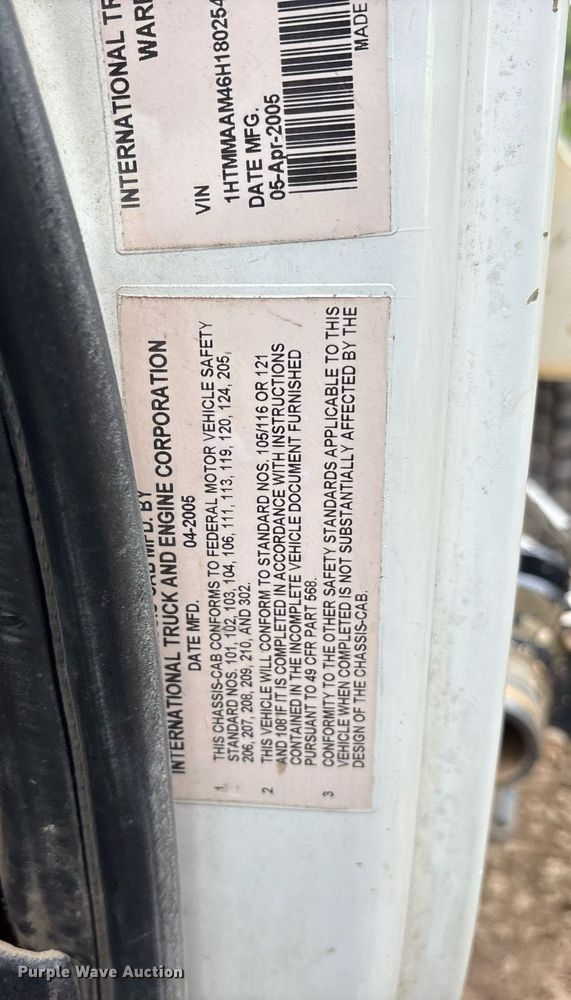 INTERNATIONAL TR
WARR
VIN
1HTMMAAM46H180254
DATE MFG.
05-Apr-2005
MADE
CAB MFD. BY
INTERNATIONAL TRUCK AND ENGINE CORPORATION
DATE MFD. 04-2005
1 THIS CHASSIS-CAB CONFORMS TO FEDERAL MOTOR VEHICLE SAFETY
STANDARD NOS. 101, 102, 103, 104, 106, 111, 113, 119, 120, 124, 205,
206, 207, 208, 209, 210, AND 302.
2 THIS VEHICLE WILL CONFORM TO STANDARD NOS. 105/116 OR 121
AND 108 IF IT IS COMPLETED IN ACCORDANCE WITH INSTRUCTIONS
CONTAINED IN THE INCOMPLETE VEHICLE DOCUMENT FURNISHED
PURSUANT TO 49 CFR PART 568.
3 CONFORMITY TO THE OTHER SAFETY STANDARDS APPLICABLE TO THIS
VEHICLE WHEN COMPLETED IS NOT SUBSTANTIALLY AFFECTED BY THE
DESIGN OF THE CHASSIS-CAB.
Purple Wave Auction